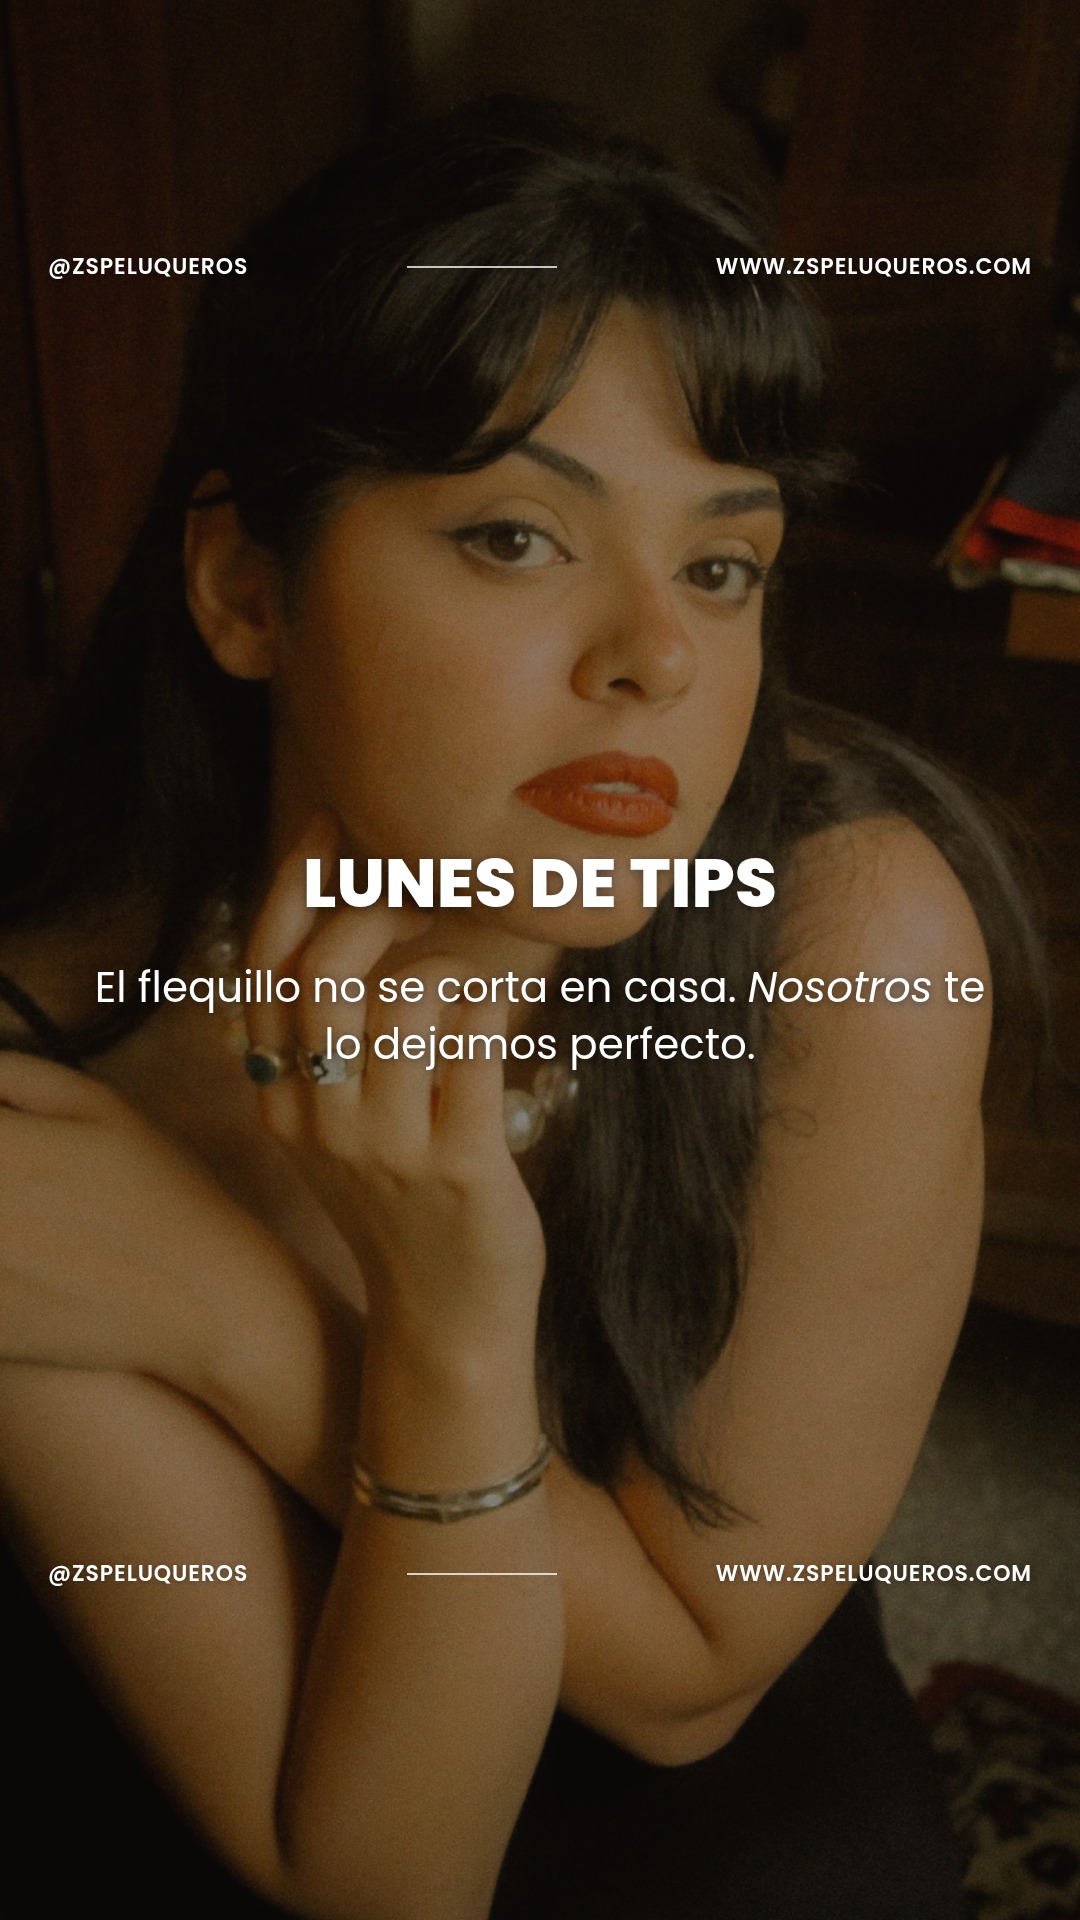 @ZSPELUQUEROS WWW.ZSPELUQUEROS.COM
LUNES DE TIPS
El flequillo no se corta en casa. Nosotros te
lo dejamos perfecto.
@ZSPELUQUEROS WWW.ZSPELUQUEROS.COM